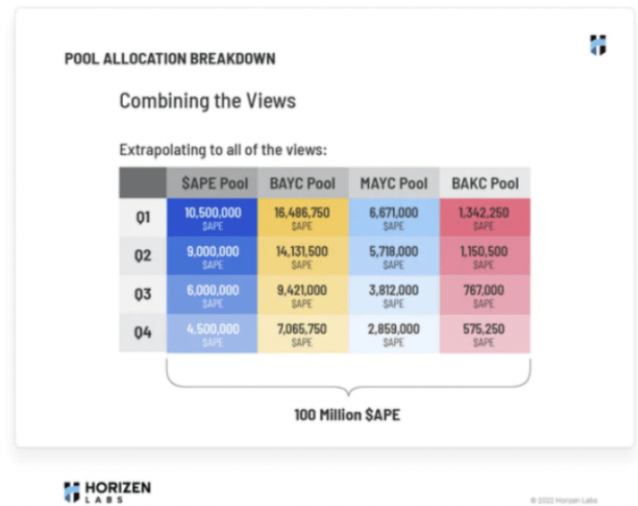 POOL ALLOCATION BREAKDOWN
Combining the Views
Extrapolating to all of the views:
$APE Pool BAYC Pool MAYC Pool BAKC Pool
Q1 10,500,000 16,486,750 6,671,000 1,342,250
$APE $APE $APE $APE
Q2 9,000,000 14,131,500 5,718,000 1,150,500
$APE $APE $APE $APE
Q3 6,000,000 9,421,000 3,812,000 767,000
$APE $APE $APE $APE
Q4 4,500,000 7,065,750 2,859,000 575,250
$APE $APE $APE $APE
100 Million $APE
HORIZEN
LABS
© 2022 Horizen Labs